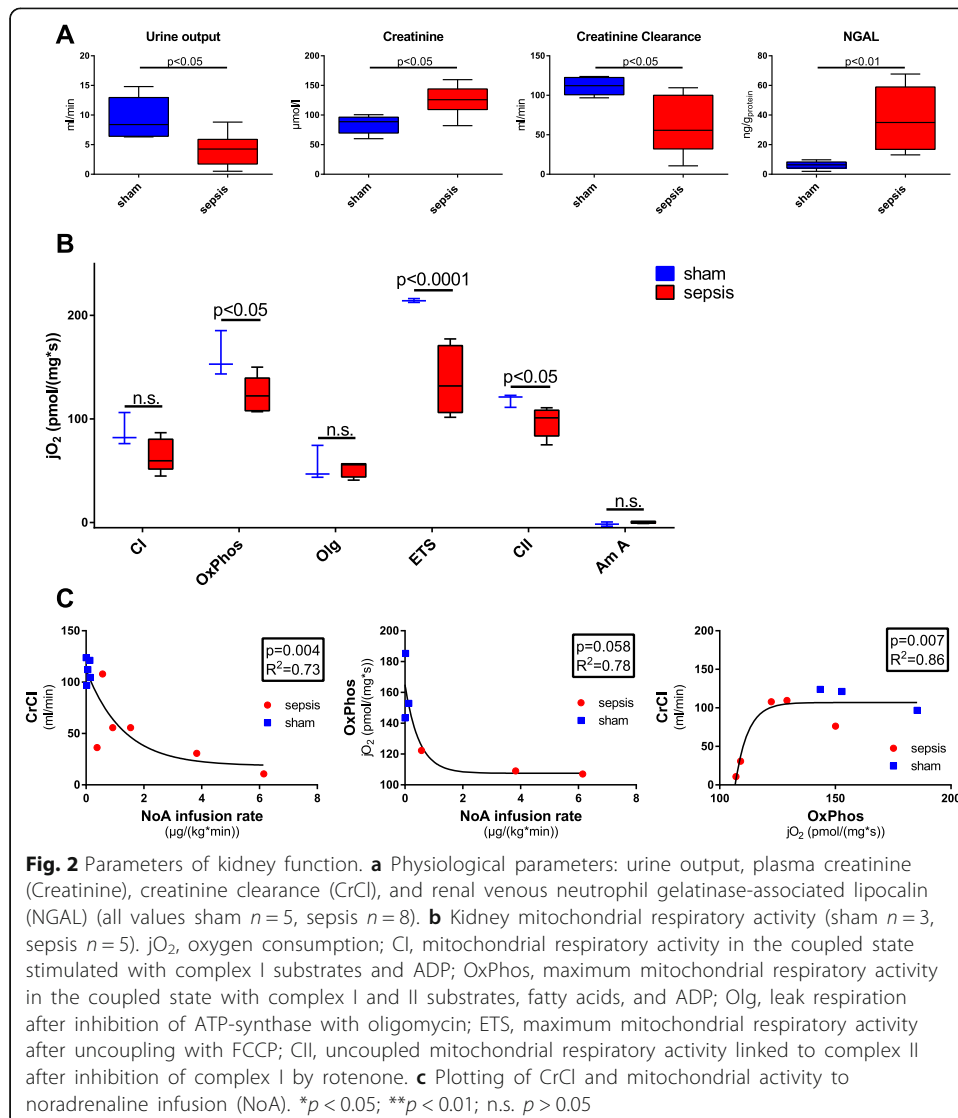 A
Urine output
Creatinine
Creatinine Clearance
NGAL
p<0.05
p<0.05
p<0.05
p<0.01
ml/min
20
15
10
5
0
sham
sepsis
µmol/l
200
150
100
50
0
sham
sepsis
ml/min
150
100
50
0
sham
sepsis
ng/gprotein
80
60
40
20
0
sham
sepsis
B
sham
sepsis
jO₂ (pmol/(mg*s))
200
100
0
n.s.
p<0.05
n.s.
p<0.0001
p<0.05
n.s.
CI
OxPhos
Olg
ETS
CII
Am A
C
CrCl
(ml/min)
150
100
50
0
p=0.004
R²=0.73
sepsis
sham
0
2
4
6
8
NoA infusion rate
(µg/(kg*min))
OxPhos
jO₂ (pmol/(mg*s))
200
180
160
140
120
100
p=0.058
R²=0.78
sepsis
sham
0
2
4
6
8
NoA infusion rate
(µg/(kg*min))
CrCl
(ml/min)
200
150
100
50
0
p=0.007
R²=0.86
sepsis
sham
100
150
200
OxPhos
jO₂ (pmol/(mg*s))
Fig. 2 Parameters of kidney function. a Physiological parameters: urine output, plasma creatinine
(Creatinine), creatinine clearance (CrCl), and renal venous neutrophil gelatinase-associated lipocalin
(NGAL) (all values sham n = 5, sepsis n = 8). b Kidney mitochondrial respiratory activity (sham n = 3,
sepsis n = 5). jO₂, oxygen consumption; CI, mitochondrial respiratory activity in the coupled state
stimulated with complex I substrates and ADP; OxPhos, maximum mitochondrial respiratory activity
in the coupled state with complex I and II substrates, fatty acids, and ADP; Olg, leak respiration
after inhibition of ATP-synthase with oligomycin; ETS, maximum mitochondrial respiratory activity
after uncoupling with FCCP; CII, uncoupled mitochondrial respiratory activity linked to complex II
after inhibition of complex I by rotenone. c Plotting of CrCl and mitochondrial activity to
noradrenaline infusion (NoA). *p < 0.05; **p < 0.01; n.s. p > 0.05